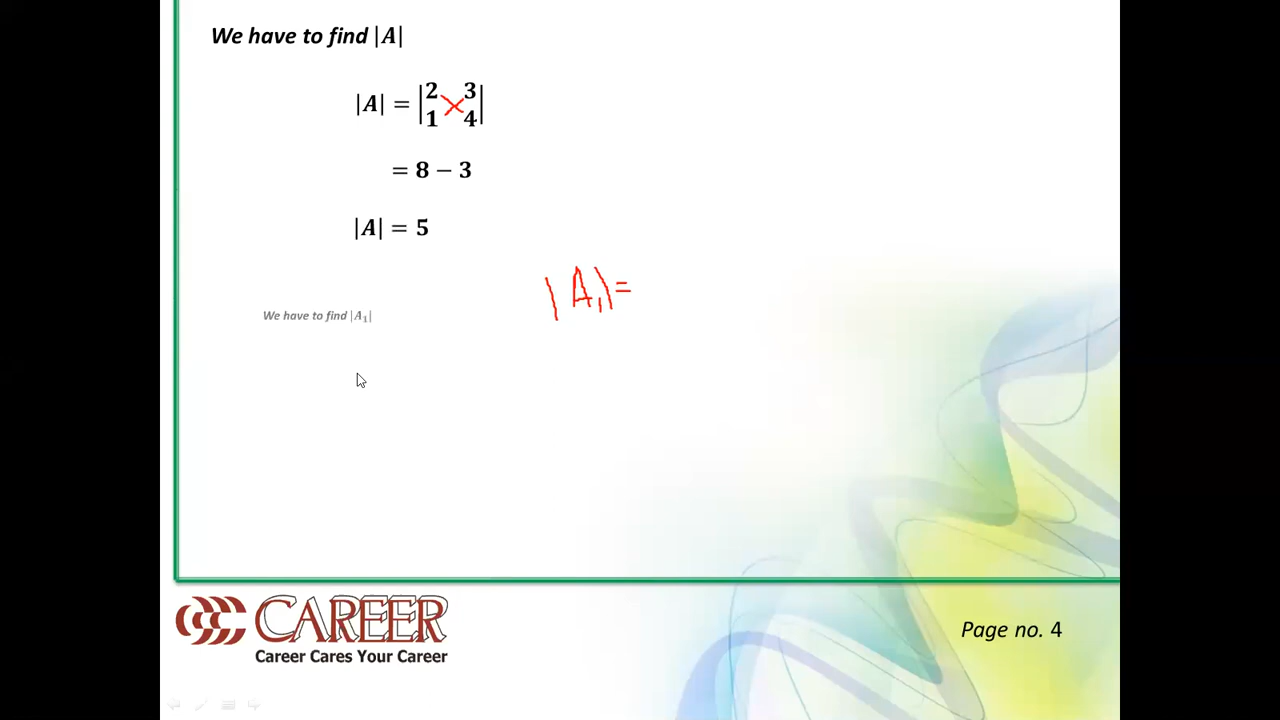 We have to find |A|
|A| = |2 3|
|1 4|
= 8 − 3
|A| = 5
|A₁| =
We have to find |A₁|
CAREER
Career Cares Your Career
Page no. 4